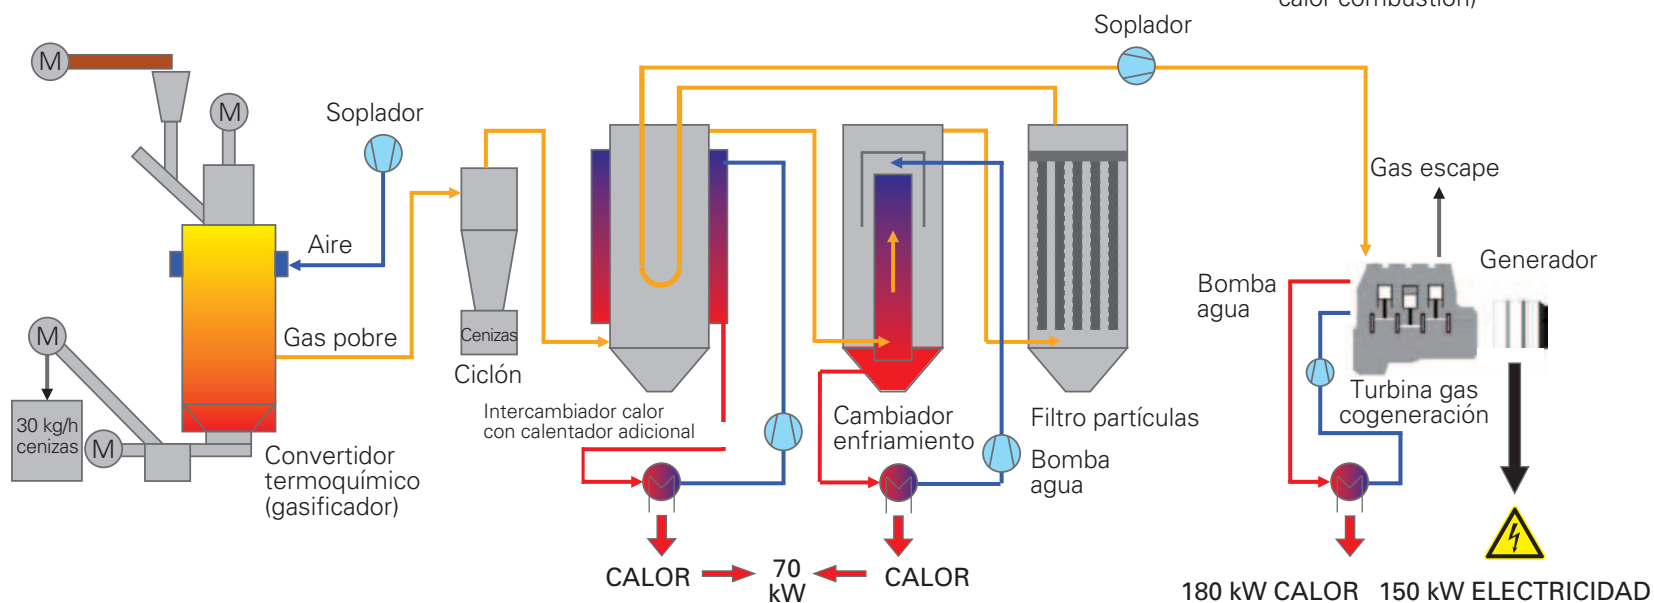 calor combustión)
Soplador
M
M
Soplador
Gas escape
Aire
Generador
Bomba
agua
M
Gas pobre
Cenizas
Ciclón
30 kg/h
cenizas
M
Convertidor
termoquímico
(gasificador)
Intercambiador calor
con calentador adicional
Cambiador
enfriamiento
Filtro partículas
Bomba
agua
Turbina gas
cogeneración
CALOR
70
kW
CALOR
180 kW CALOR
150 kW ELECTRICIDAD